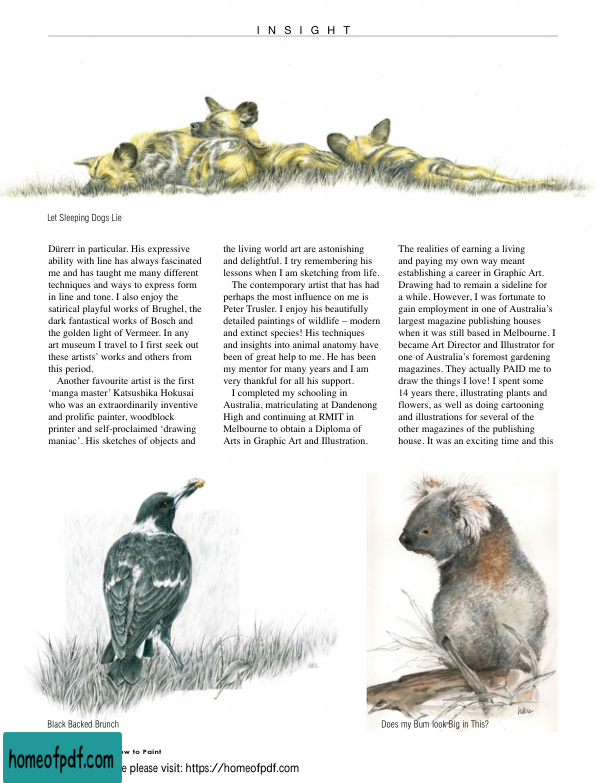 INSIGHT
Let Sleeping Dogs Lie
Dürerr in particular. His expressive
ability with line has always fascinated
me and has taught me many different
techniques and ways to express form
in line and tone. I also enjoy the
satirical playful works of Brughel, the
dark fantastical works of Bosch and
the golden light of Vermeer. In any
art museum I travel to I first seek out
these artists' works and others from
this period.
Another favourite artist is the first
'manga master' Katsushika Hokusai
who was an extraordinarily inventive
and prolific painter, woodblock
printer and self-proclaimed 'drawing
maniac'. His sketches of objects and
the living world art are astonishing
and delightful. I try remembering his
lessons when I am sketching from life.
The contemporary artist that has had
perhaps the most influence on me is
Peter Trusler. I enjoy his beautifully
detailed paintings of wildlife – modern
and extinct species! His techniques
and insights into animal anatomy have
been of great help to me. He has been
my mentor for many years and I am
very thankful for all his support.
I completed my schooling in
Australia, matriculating at Dandenong
High and continuing at RMIT in
Melbourne to obtain a Diploma of
Arts in Graphic Art and Illustration.
The realities of earning a living
and paying my own way meant
establishing a career in Graphic Art.
Drawing had to remain a sideline for
a while. However, I was fortunate to
gain employment in one of Australia's
largest magazine publishing houses
when it was still based in Melbourne. I
became Art Director and Illustrator for
one of Australia's foremost gardening
magazines. They actually PAID me to
draw the things I love! I spent some
14 years there, illustrating plants and
flowers, as well as doing cartooning
and illustrations for several of the
other magazines of the publishing
house. It was an exciting time and this
Black Backed Brunch
Does my Bum look Big in This?
ow to Paint
homeofpdf.com
e please visit: https://homeofpdf.com